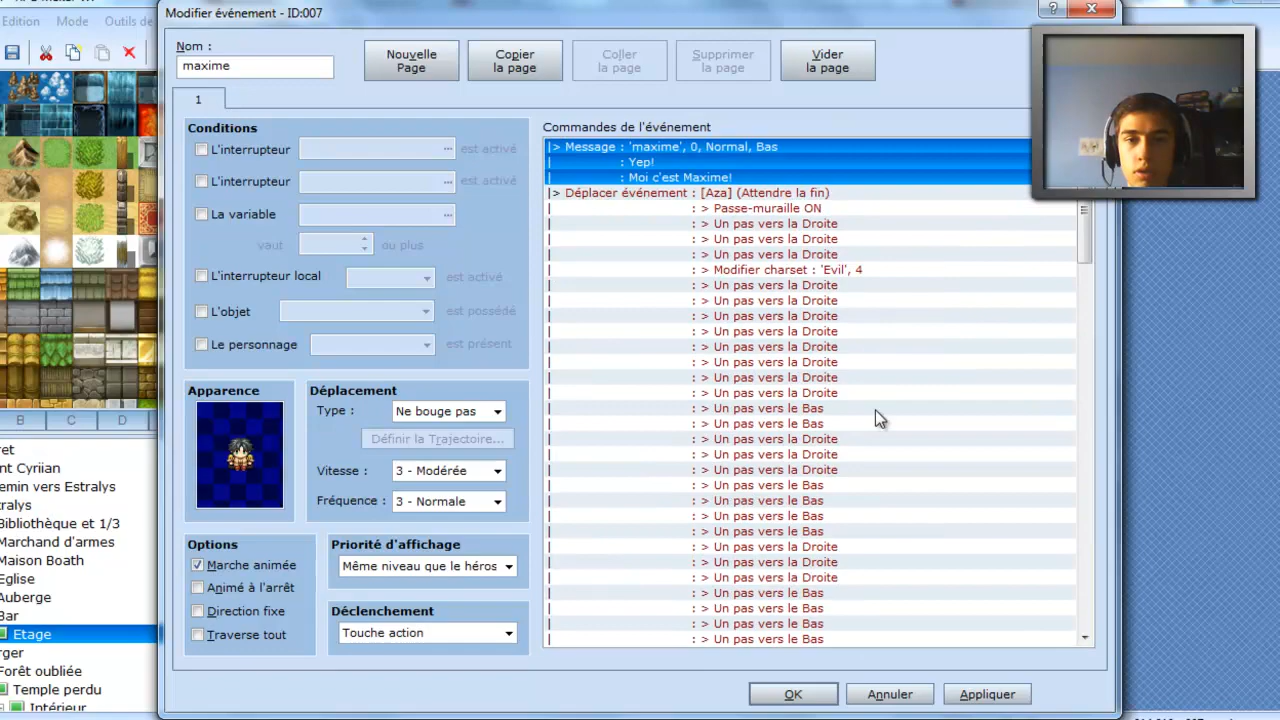 Modifier événement - ID:007
Edition Mode Outils de
Nom :
maxime
Nouvelle
Page
Copier
la page
Coller
la page
Supprimer
la page
Vider
la page
1
Conditions
L'interrupteur ... est activé
L'interrupteur ... est activé
La variable ...
vaut ou plus
L'interrupteur local est activé
L'objet est possédé
Le personnage est présent
Apparence
Déplacement
Type : Ne bouge pas
Définir la Trajectoire...
Vitesse : 3 - Modérée
Fréquence : 3 - Normale
Options
Marche animée
Animé à l'arrêt
Direction fixe
Traverse tout
Priorité d'affichage
Même niveau que le héros
Déclenchement
Touche action
Commandes de l'événement
|> Message : 'maxime', 0, Normal, Bas
| : Yep!
| : Moi c'est Maxime!
|> Déplacer événement : [Aza] (Attendre la fin)
| : > Passe-muraille ON
| : > Un pas vers la Droite
| : > Un pas vers la Droite
| : > Un pas vers la Droite
| : > Modifier charset : 'Evil', 4
| : > Un pas vers la Droite
| : > Un pas vers la Droite
| : > Un pas vers la Droite
| : > Un pas vers la Droite
| : > Un pas vers la Droite
| : > Un pas vers la Droite
| : > Un pas vers la Droite
| : > Un pas vers la Droite
| : > Un pas vers le Bas
| : > Un pas vers le Bas
| : > Un pas vers la Droite
| : > Un pas vers la Droite
| : > Un pas vers la Droite
| : > Un pas vers le Bas
| : > Un pas vers le Bas
| : > Un pas vers le Bas
| : > Un pas vers le Bas
| : > Un pas vers la Droite
| : > Un pas vers la Droite
| : > Un pas vers la Droite
| : > Un pas vers le Bas
| : > Un pas vers le Bas
| : > Un pas vers le Bas
| : > Un pas vers le Bas
OK
Annuler
Appliquer
B C D
ret
nt Cyriian
emin vers Estralys
tralys
Bibliothèque et 1/3
Marchand d'armes
Maison Boath
Eglise
Auberge
Bar
Etage
rger
Forêt oubliée
Temple perdu
Intérieur